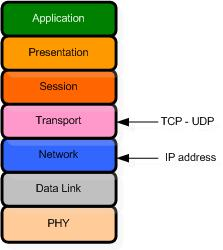 Application
Presentation
Session
Transport
TCP - UDP
Network
IP address
Data Link
PHY